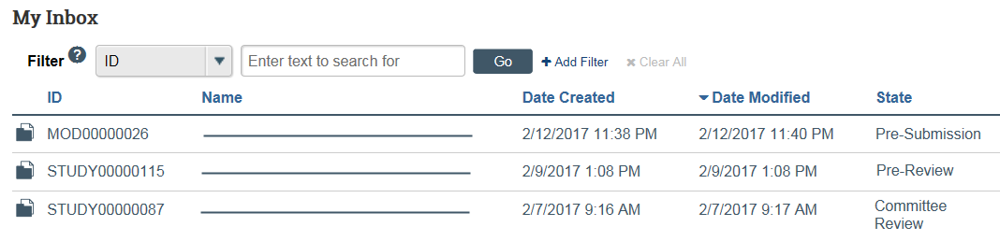 My Inbox
Filter ? ID Enter text to search for Go + Add Filter ✖ Clear All
ID Name Date Created Date Modified State
MOD00000026 2/12/2017 11:38 PM 2/12/2017 11:40 PM Pre-Submission
STUDY00000115 2/9/2017 1:08 PM 2/9/2017 1:08 PM Pre-Review
STUDY00000087 2/7/2017 9:16 AM 2/7/2017 9:17 AM Committee
Review